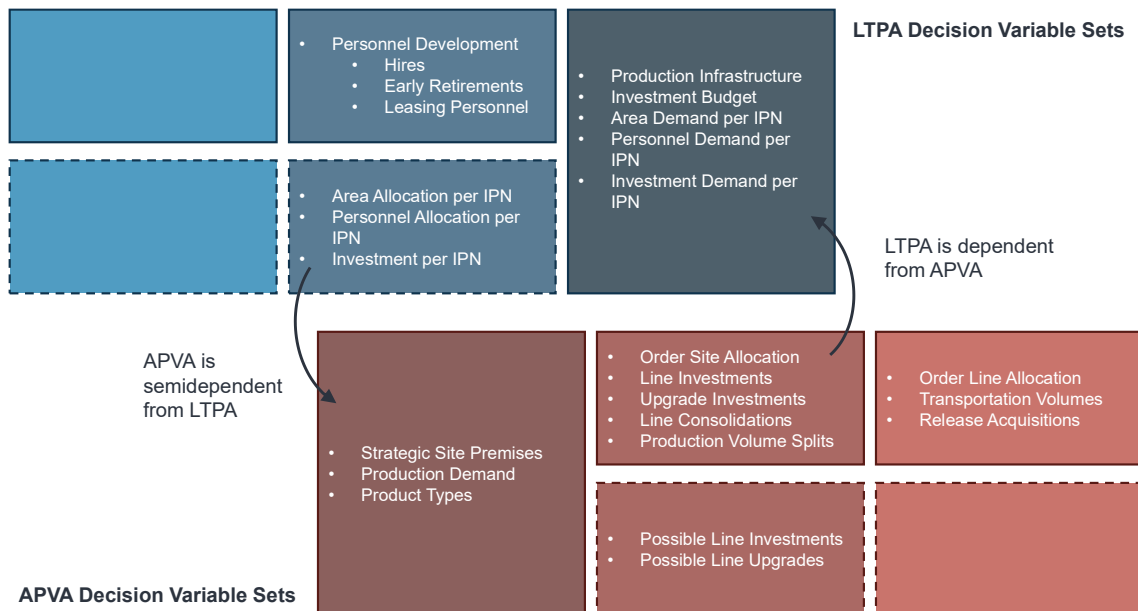 LTPA Decision Variable Sets
• Personnel Development
• Hires
• Early Retirements
• Leasing Personnel
• Production Infrastructure
• Investment Budget
• Area Demand per IPN
• Personnel Demand per
IPN
• Investment Demand per
IPN
• Area Allocation per IPN
• Personnel Allocation per
IPN
• Investment per IPN
LTPA is dependent
from APVA
APVA is
semidependent
from LTPA
• Strategic Site Premises
• Production Demand
• Product Types
• Order Site Allocation
• Line Investments
• Upgrade Investments
• Line Consolidations
• Production Volume Splits
• Order Line Allocation
• Transportation Volumes
• Release Acquisitions
• Possible Line Investments
• Possible Line Upgrades
APVA Decision Variable Sets